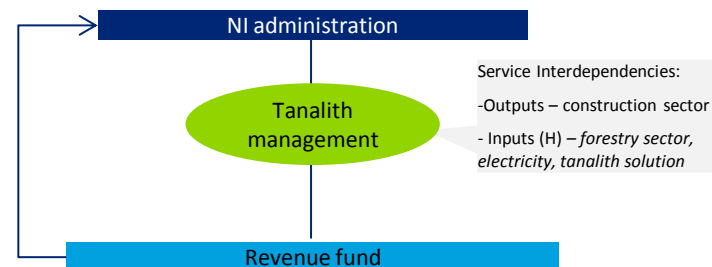 NI administration
Tanalith
management
Service Interdependencies:
-Outputs – construction sector
- Inputs (H) – forestry sector,
electricity, tanalith solution
Revenue fund